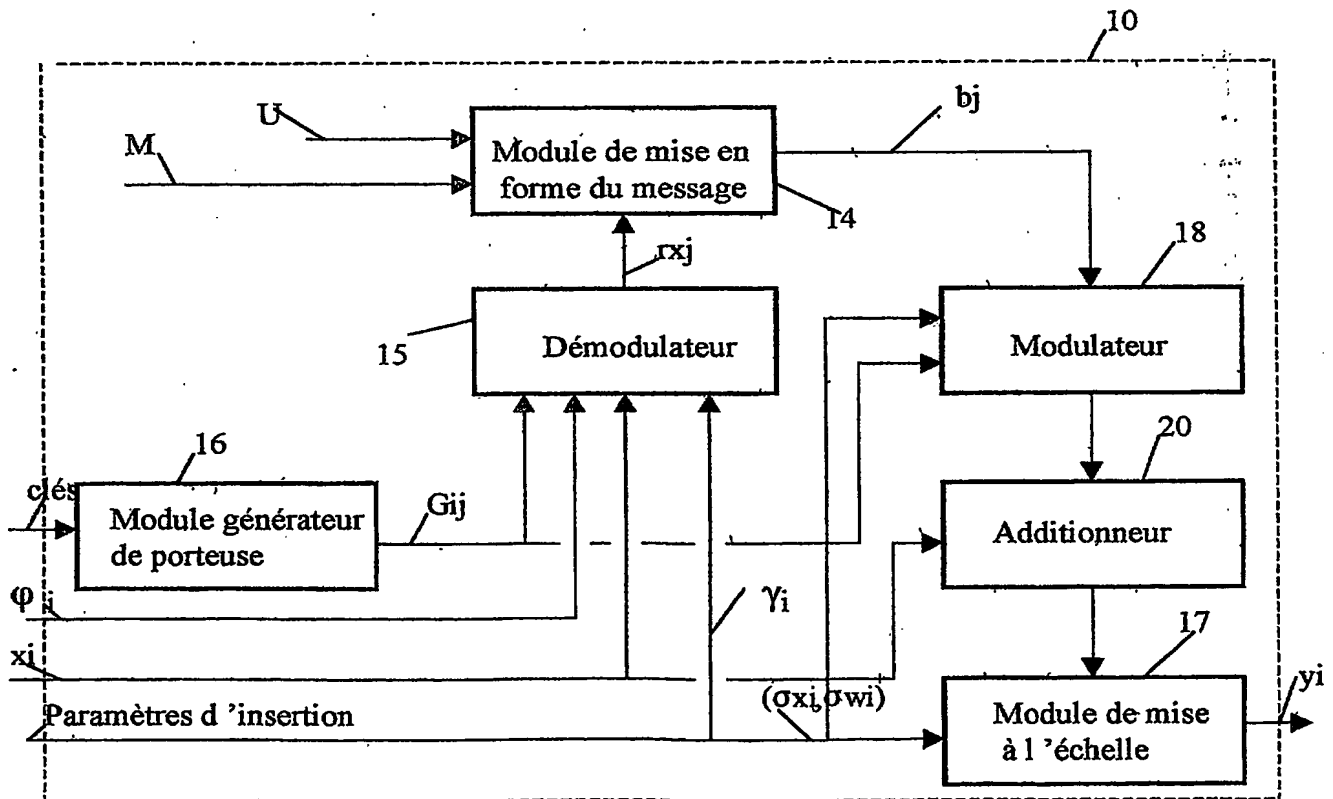 10
U
bj
M
Module de mise en
forme du message
14
18
rxj
15
Démodulateur
Modulateur
16
20
clés
Gij
Module générateur
de porteuse
Additionneur
φi
γi
17
xi
(σxi,σwi)
yi
Paramètres d ’insertion
Module de mise
à l ’échelle